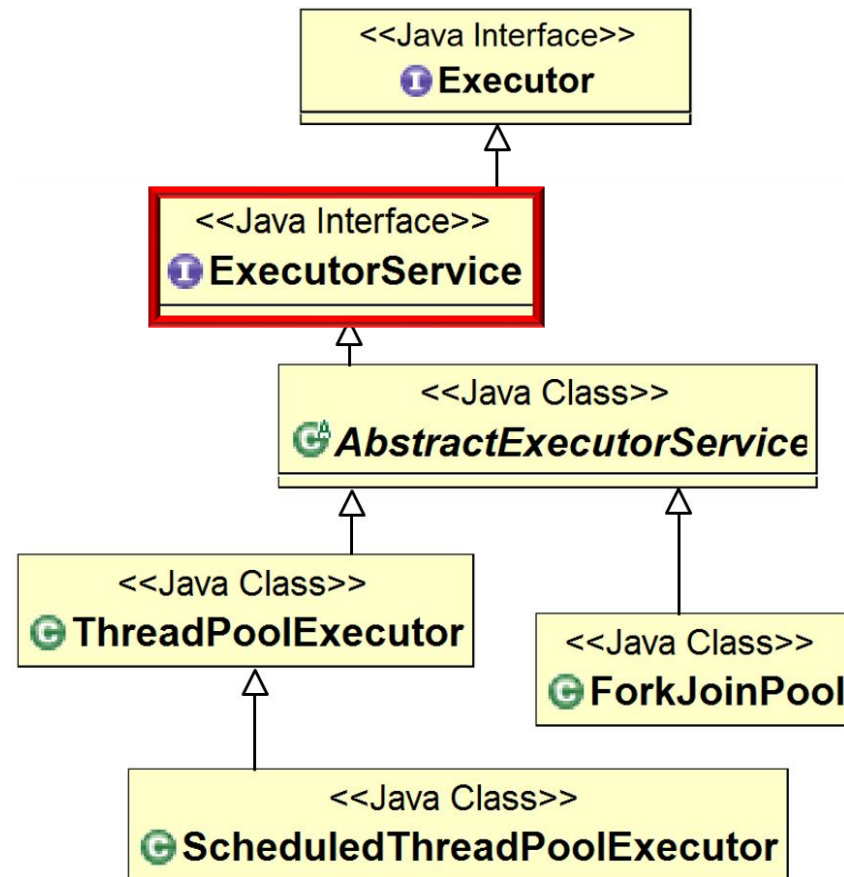 <<Java Interface>>
Executor
<<Java Interface>>
ExecutorService
<<Java Class>>
AbstractExecutorService
<<Java Class>>
ThreadPoolExecutor
<<Java Class>>
ForkJoinPool
<<Java Class>>
ScheduledThreadPoolExecutor